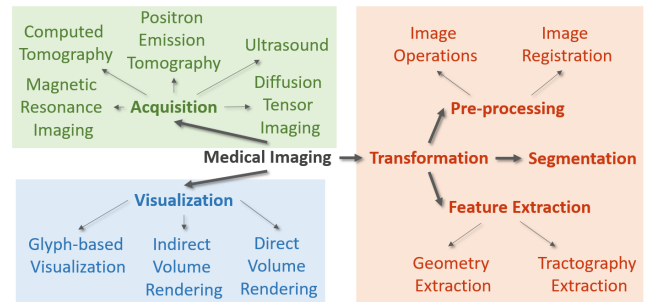 Computed
Tomography
Positron
Emission
Tomography
Ultrasound
Magnetic
Resonance
Imaging
Acquisition
Diffusion
Tensor
Imaging
Medical Imaging
Visualization
Glyph-based
Visualization
Indirect
Volume
Rendering
Direct
Volume
Rendering
Image
Operations
Image
Registration
Pre-processing
Transformation
Segmentation
Feature Extraction
Geometry
Extraction
Tractography
Extraction